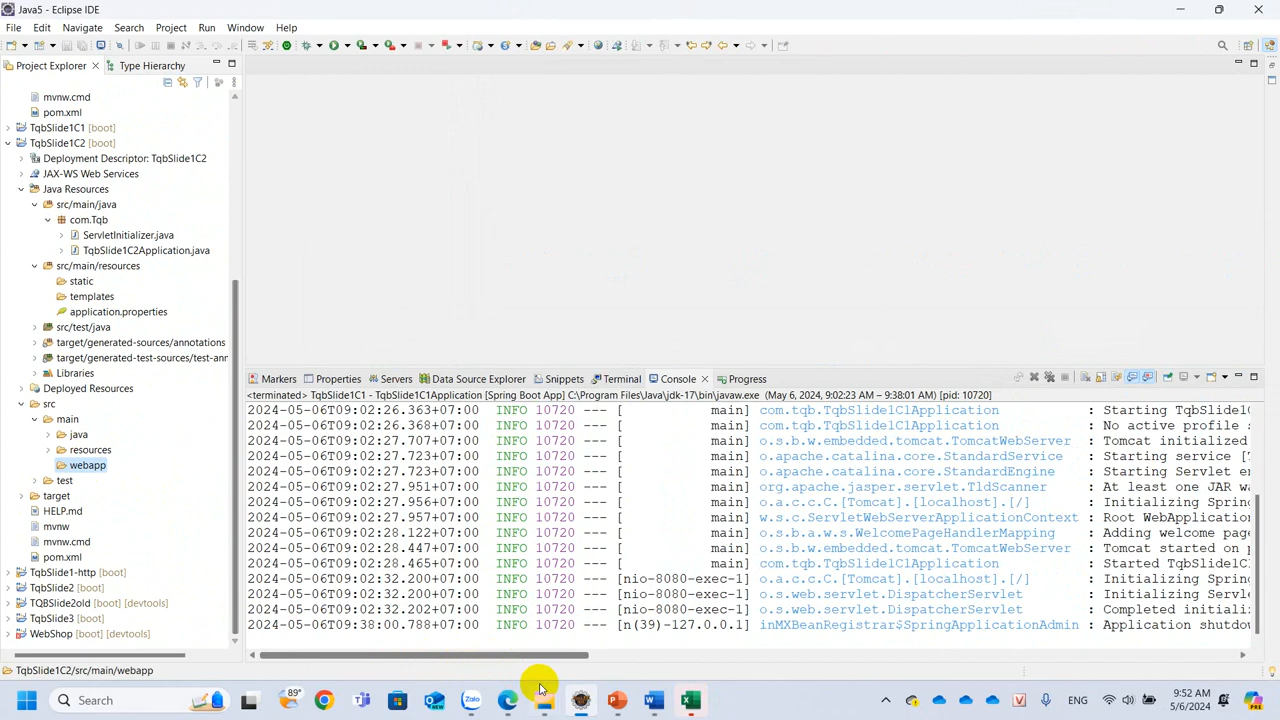 Java5 - Eclipse IDE
File Edit Navigate Search Project Run Window Help
Project Explorer Type Hierarchy
mvnw.cmd
pom.xml
TqbSlide1C1 [boot]
TqbSlide1C2 [boot]
Deployment Descriptor: TqbSlide1C2
JAX-WS Web Services
Java Resources
src/main/java
com.Tqb
ServletInitializer.java
TqbSlide1C2Application.java
src/main/resources
static
templates
application.properties
src/test/java
target/generated-sources/annotations
target/generated-test-sources/test-ann
Libraries
Deployed Resources
src
main
java
resources
webapp
test
target
HELP.md
mvnw
mvnw.cmd
pom.xml
TqbSlide1-http [boot]
TqbSlide2 [boot]
TQBSlide2old [boot] [devtools]
TqbSlide3 [boot]
WebShop [boot] [devtools]
Markers Properties Servers Data Source Explorer Snippets Terminal Console Progress
<terminated> TqbSlide1C1 - TqbSlide1C1Application [Spring Boot App] C:\Program Files\Java\jdk-17\bin\javaw.exe (May 6, 2024, 9:02:23 AM – 9:38:01 AM) [pid: 10720]
2024-05-06T09:02:26.363+07:00 INFO 10720 --- [ main] com.tqb.TqbSlide1C1Application : Starting TqbSlide1C
2024-05-06T09:02:26.368+07:00 INFO 10720 --- [ main] com.tqb.TqbSlide1C1Application : No active profile s
2024-05-06T09:02:27.707+07:00 INFO 10720 --- [ main] o.s.b.w.embedded.tomcat.TomcatWebServer : Tomcat initialized
2024-05-06T09:02:27.723+07:00 INFO 10720 --- [ main] o.apache.catalina.core.StandardService : Starting service [T
2024-05-06T09:02:27.723+07:00 INFO 10720 --- [ main] o.apache.catalina.core.StandardEngine : Starting Servlet en
2024-05-06T09:02:27.951+07:00 INFO 10720 --- [ main] org.apache.jasper.servlet.TldScanner : At least one JAR wa
2024-05-06T09:02:27.956+07:00 INFO 10720 --- [ main] o.a.c.c.C.[Tomcat].[localhost].[/] : Initializing Spring
2024-05-06T09:02:27.957+07:00 INFO 10720 --- [ main] w.s.c.ServletWebServerApplicationContext : Root WebApplication
2024-05-06T09:02:28.122+07:00 INFO 10720 --- [ main] o.s.b.a.w.s.WelcomePageHandlerMapping : Adding welcome page
2024-05-06T09:02:28.447+07:00 INFO 10720 --- [ main] o.s.b.w.embedded.tomcat.TomcatWebServer : Tomcat started on p
2024-05-06T09:02:28.465+07:00 INFO 10720 --- [ main] com.tqb.TqbSlide1C1Application : Started TqbSlide1C1
2024-05-06T09:02:32.200+07:00 INFO 10720 --- [nio-8080-exec-1] o.a.c.c.C.[Tomcat].[localhost].[/] : Initializing Spring
2024-05-06T09:02:32.200+07:00 INFO 10720 --- [nio-8080-exec-1] o.s.web.servlet.DispatcherServlet : Initializing Servle
2024-05-06T09:02:32.202+07:00 INFO 10720 --- [nio-8080-exec-1] o.s.web.servlet.DispatcherServlet : Completed initializ
2024-05-06T09:38:00.788+07:00 INFO 10720 --- [n(39)-127.0.0.1] inMXBeanRegistrar$SpringApplicationAdmin : Application shutdow
TqbSlide1C2/src/main/webapp
Search 89° Zalo ENG 9:52 AM
5/6/2024